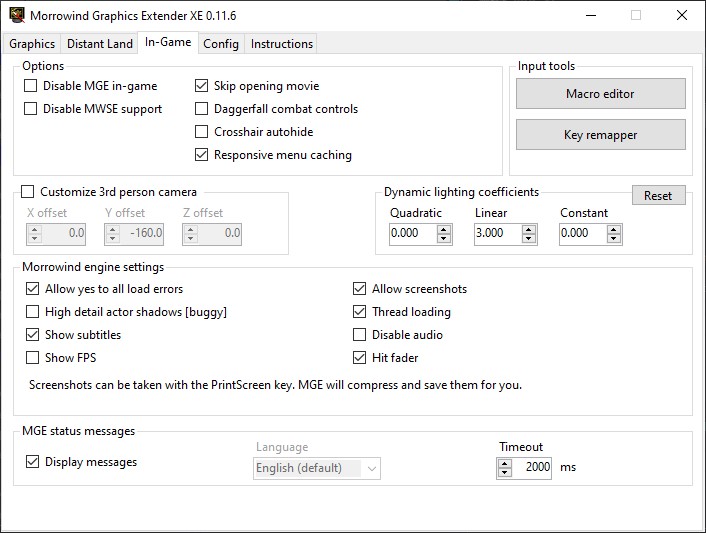 Morrowind Graphics Extender XE 0.11.6
Graphics Distant Land In-Game Config Instructions
Options
Disable MGE in-game
Disable MWSE support
Skip opening movie
Daggerfall combat controls
Crosshair autohide
Responsive menu caching
Input tools
Macro editor
Key remapper
Customize 3rd person camera
X offset Y offset Z offset
0.0 -160.0 0.0
Dynamic lighting coefficients
Reset
Quadratic Linear Constant
0.000 3.000 0.000
Morrowind engine settings
Allow yes to all load errors
High detail actor shadows [buggy]
Show subtitles
Show FPS
Allow screenshots
Thread loading
Disable audio
Hit fader
Screenshots can be taken with the PrintScreen key. MGE will compress and save them for you.
MGE status messages
Display messages
Language
English (default)
Timeout
2000 ms